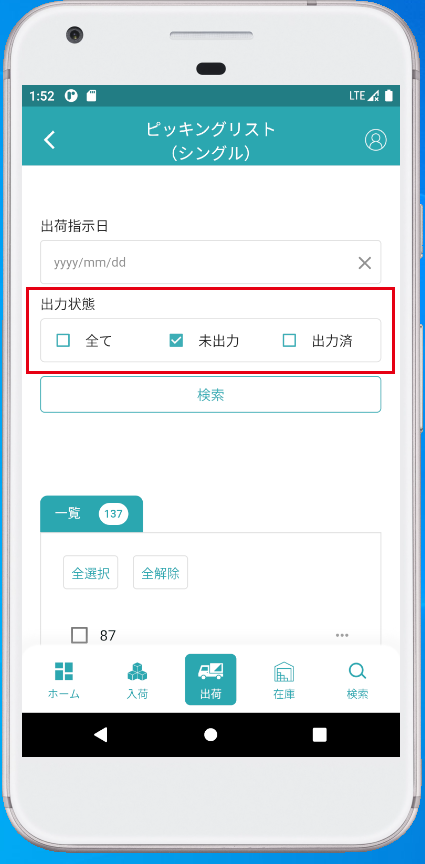 1:52
LTE
ピッキングリスト
（シングル）
出荷指示日
yyyy/mm/dd
出力状態
全て 未出力 出力済
検索
一覧 137
全選択 全解除
87
ホーム 入荷 出荷 在庫 検索